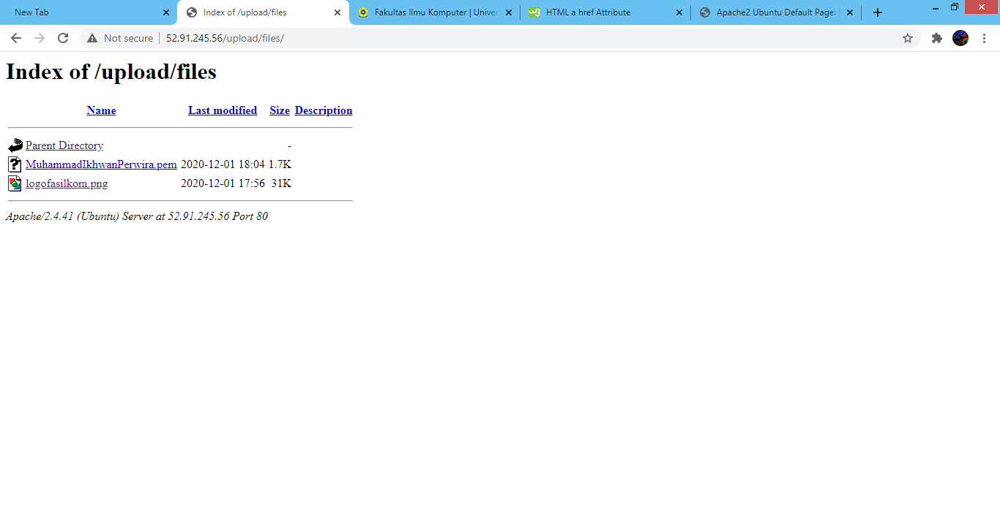 New Tab
Index of /upload/files
Fakultas Ilmu Komputer | Univer
HTML a href Attribute
Apache2 Ubuntu Default Page:
Not secure | 52.91.245.56/upload/files/
Index of /upload/files
Name Last modified Size Description
Parent Directory -
MuhammadIkhwanPerwira.pem 2020-12-01 18:04 1.7K
logofasilkom.png 2020-12-01 17:56 31K
Apache/2.4.41 (Ubuntu) Server at 52.91.245.56 Port 80